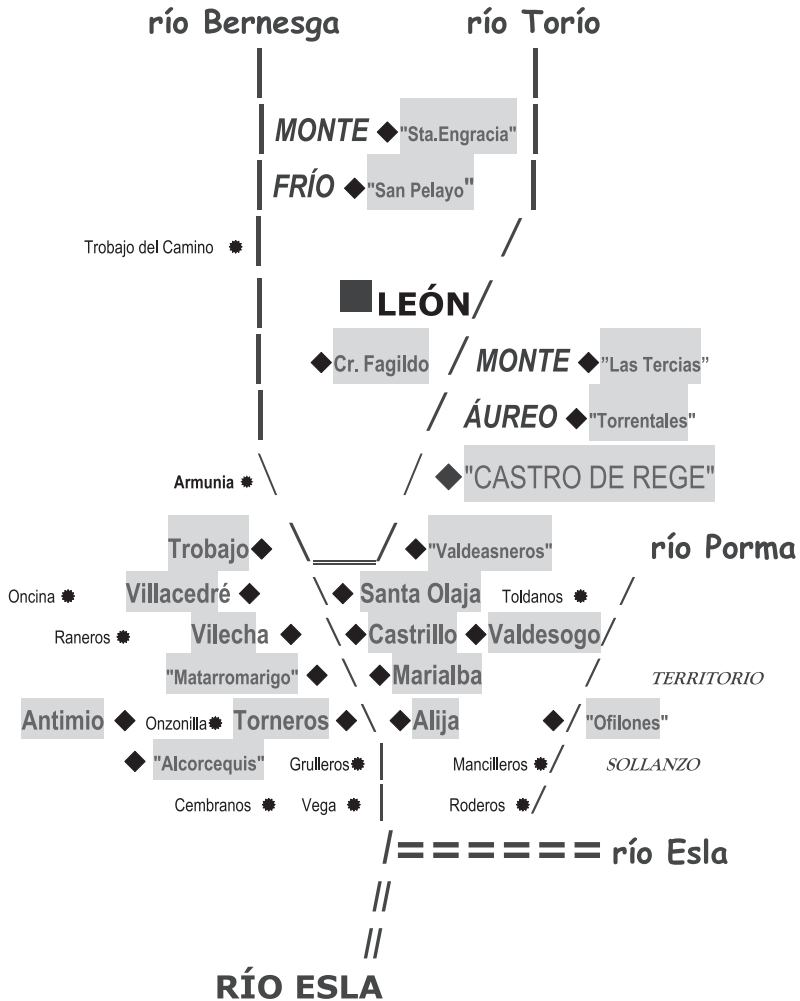 río Bernesga río Torío
MONTE "Sta.Engracia"
FRÍO "San Pelayo"
Trobajo del Camino
LEÓN
Cr. Fagildo MONTE ”Las Tercias”
ÁUREO "Torrentales"
Armunia "CASTRO DE REGE"
Trobajo "Valdeasneros" río Porma
Oncina Villacedré Santa Olaja Toldanos
Raneros Vilecha Castrillo Valdesogo
"Matarromarigo" Marialba TERRITORIO
Antimio Onzonilla Torneros Alija "Ofilones"
"Alcorcequis" Grulleros Mancilleros SOLLANZO
Cembranos Vega Roderos
río Esla
RÍO ESLA